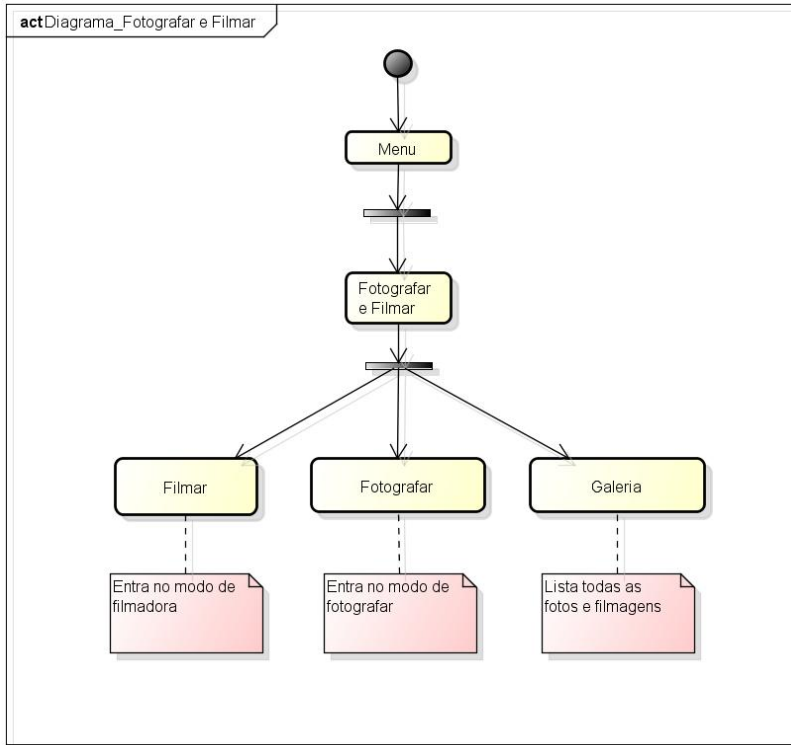 act Diagrama_Fotografar e Filmar
Menu
Fotografar
e Filmar
Filmar
Fotografar
Galeria
Entra no modo de
filmadora
Entra no modo de
fotografar
Lista todas as
fotos e filmagens